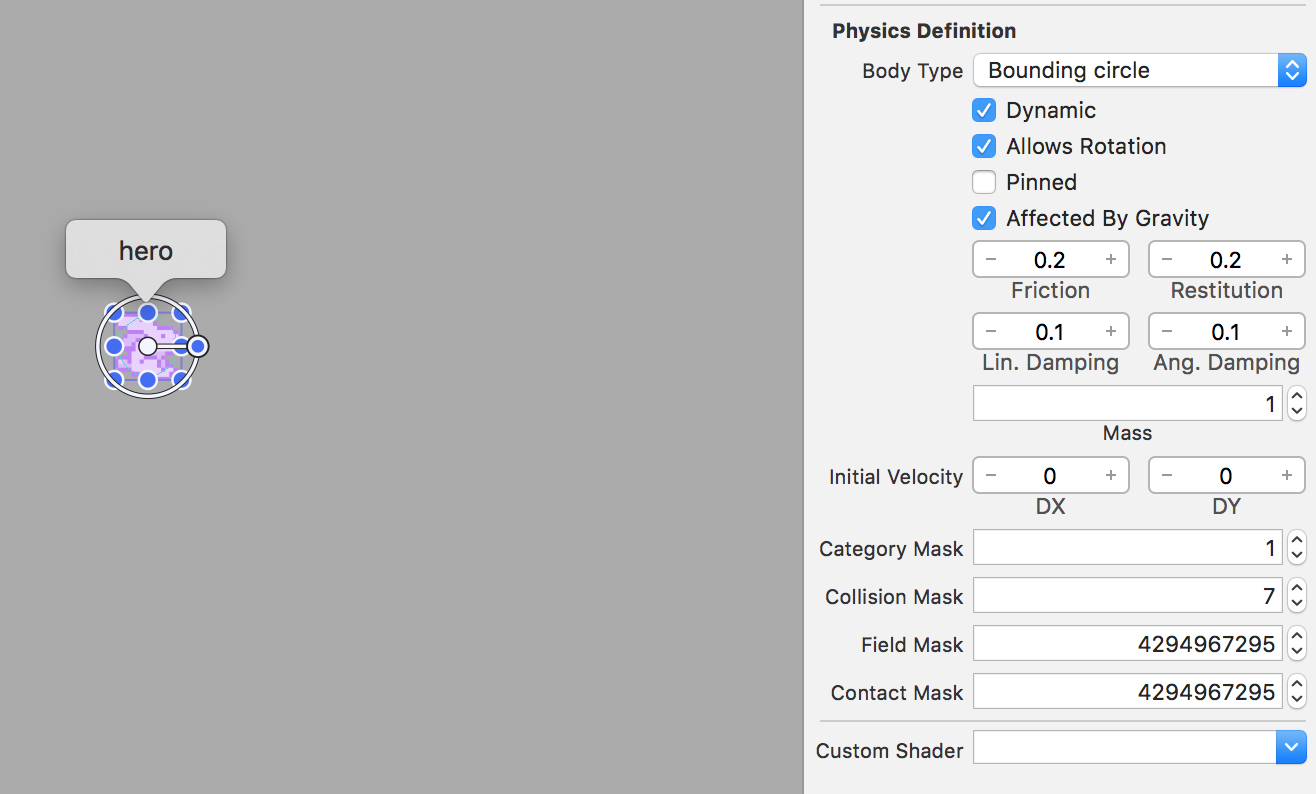 hero
Physics Definition
Body Type Bounding circle
Dynamic
Allows Rotation
Pinned
Affected By Gravity
− 0.2 + − 0.2 +
Friction Restitution
− 0.1 + − 0.1 +
Lin. Damping Ang. Damping
1
Mass
Initial Velocity − 0 + − 0 +
DX DY
Category Mask 1
Collision Mask 7
Field Mask 4294967295
Contact Mask 4294967295
Custom Shader